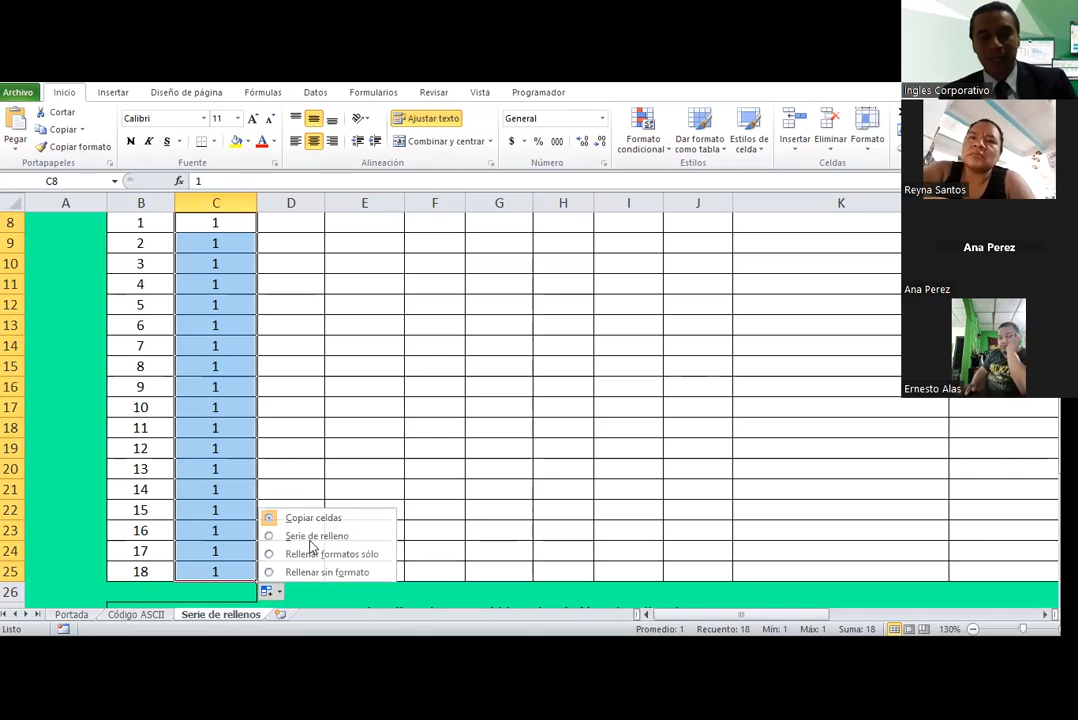 Archivo Inicio Insertar Diseño de página Fórmulas Datos Formularios Revisar Vista Programador
Pegar Cortar
Copiar
Copiar formato
Calibri 11
N K S
Ajustar texto
Combinar y centrar
General
$ % 000
Formato condicional
Dar formato como tabla
Estilos de celda
Insertar Eliminar Formato
Portapapeles Fuente Alineación Número Estilos Celdas
C8 fx 1
A B C D E F G H I J K
8 1 1
9 2 1
10 3 1
11 4 1
12 5 1
13 6 1
14 7 1
15 8 1
16 9 1
17 10 1
18 11 1
19 12 1
20 13 1
21 14 1
22 15 1
23 16 1
24 17 1
25 18 1
26
Copiar celdas
Serie de relleno
Rellenar formatos sólo
Rellenar sin formato
Portada Código ASCII Serie de rellenos
Listo Promedio: 1 Recuento: 18 Mín: 1 Máx: 1 Suma: 18 130%
Ingles Corporativo
Reyna Santos
Ana Perez
Ana Perez
Ernesto Alas